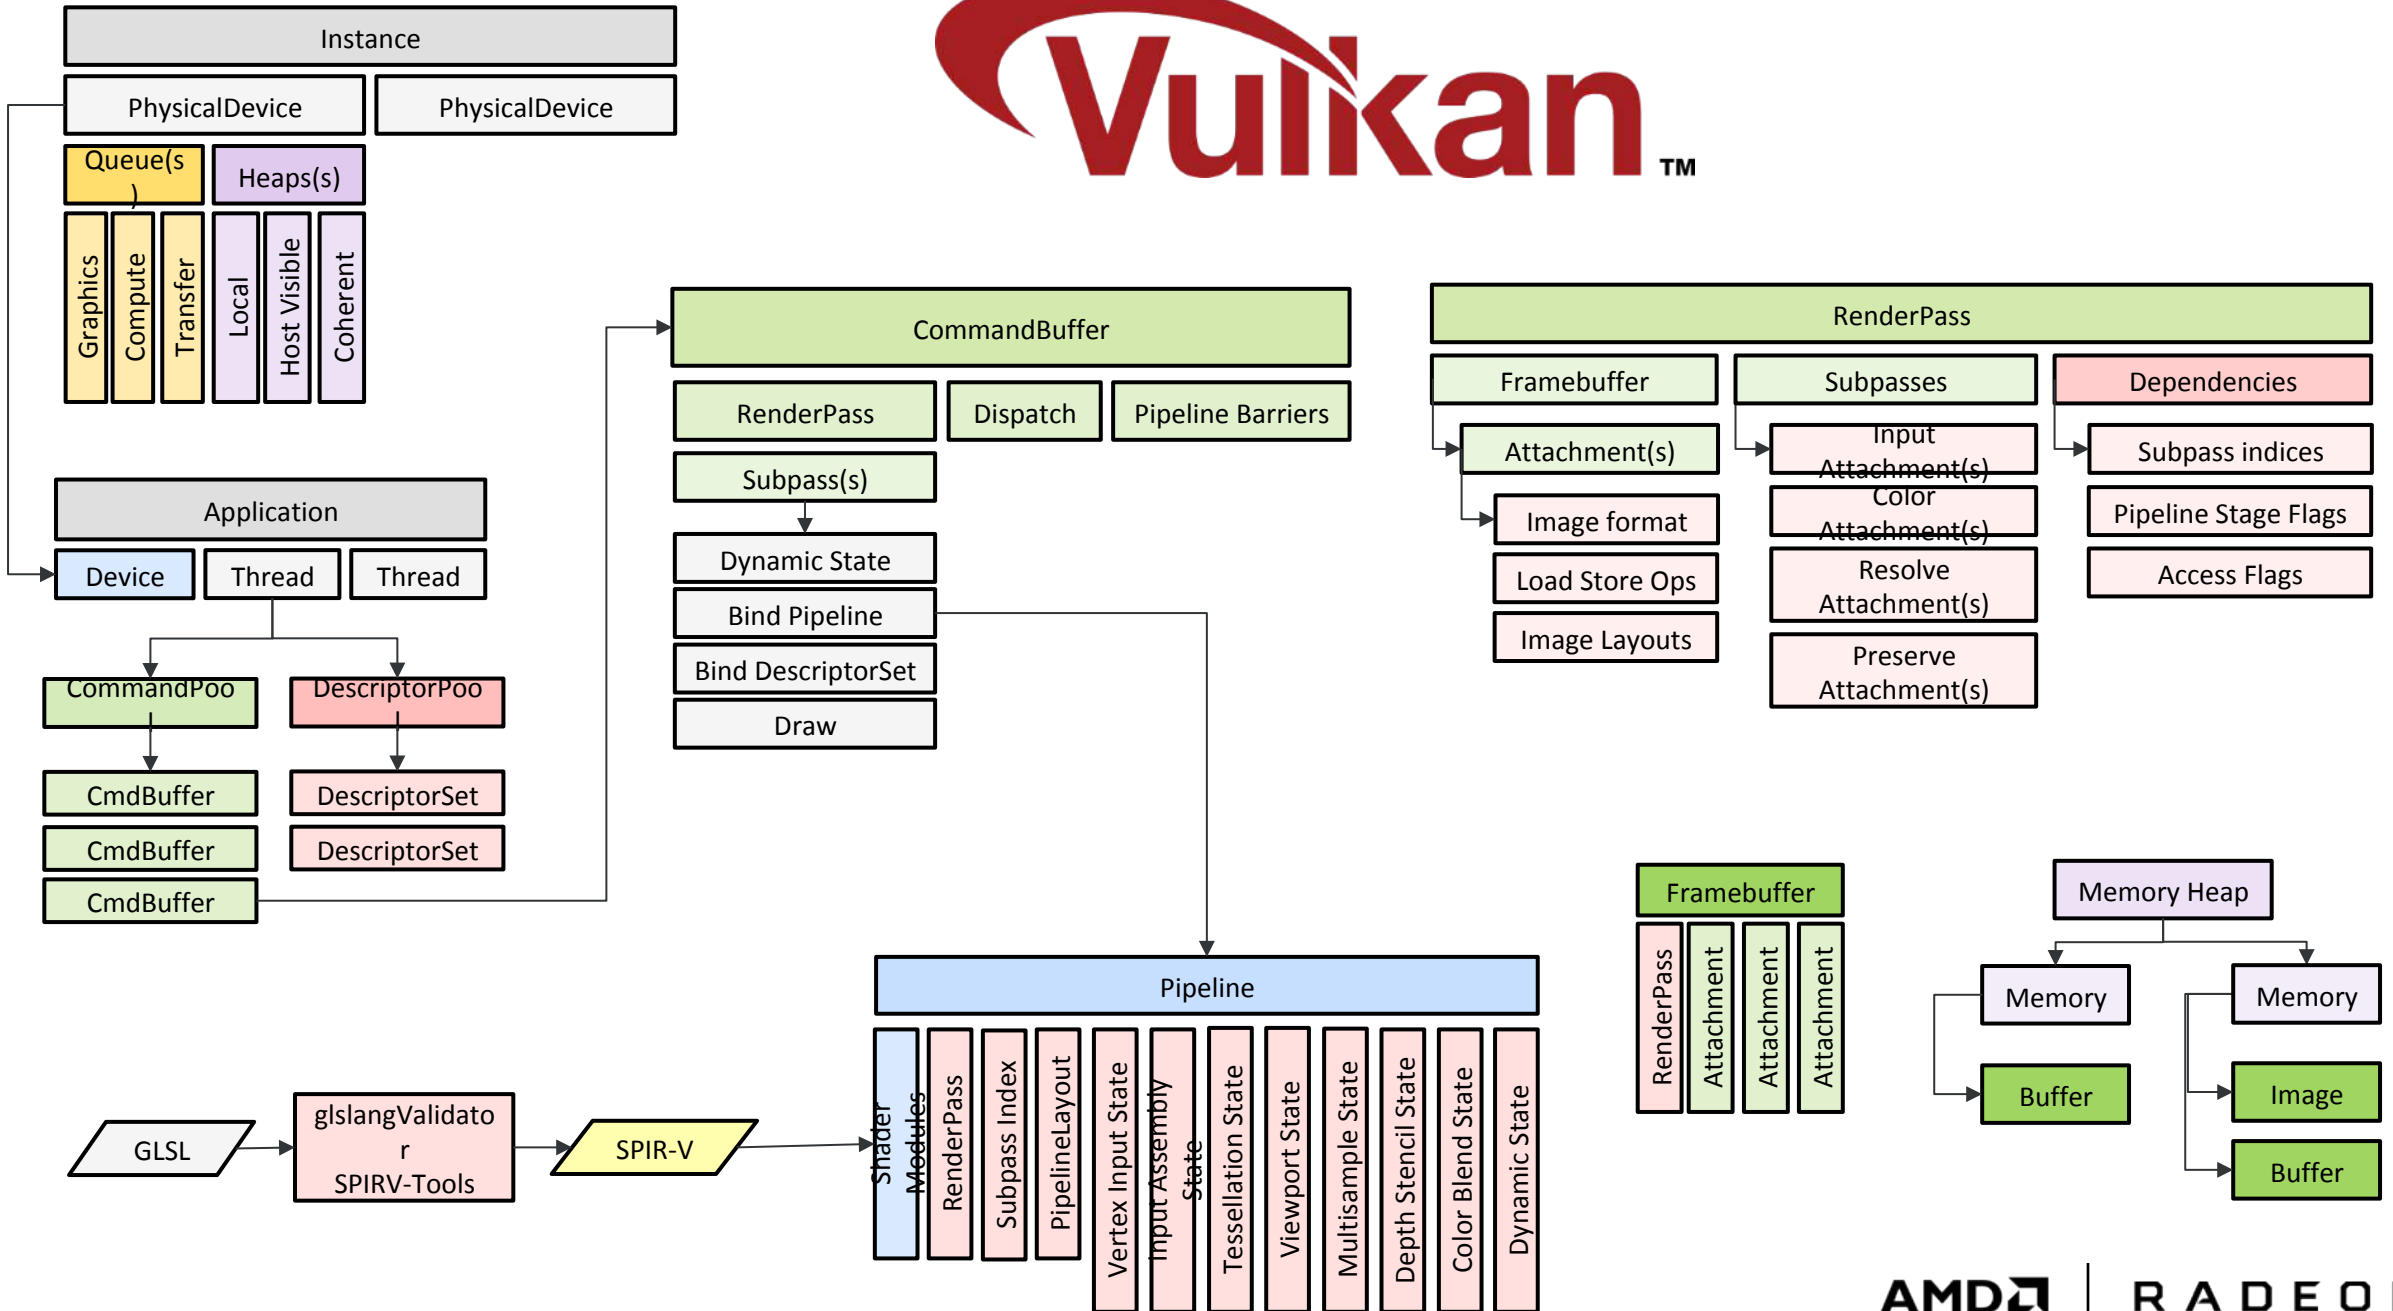 Vulkan™
Instance
PhysicalDevice
PhysicalDevice
Queue(s
)
Heaps(s)
Graphics
Compute
Transfer
Local
Host Visible
Coherent
Application
Device
Thread
Thread
CommandPoo
l
DescriptorPoo
l
CmdBuffer
CmdBuffer
CmdBuffer
DescriptorSet
DescriptorSet
CommandBuffer
RenderPass
Dispatch
Pipeline Barriers
Subpass(s)
Dynamic State
Bind Pipeline
Bind DescriptorSet
Draw
RenderPass
Framebuffer
Attachment(s)
Image format
Load Store Ops
Image Layouts
Subpasses
Input
Attachment(s)
Color
Attachment(s)
Resolve
Attachment(s)
Preserve
Attachment(s)
Dependencies
Subpass indices
Pipeline Stage Flags
Access Flags
Framebuffer
RenderPass
Attachment
Attachment
Attachment
Memory Heap
Memory
Memory
Buffer
Image
Buffer
GLSL
glslangValidato
r
SPIRV-Tools
SPIR-V
Pipeline
Shader
Modules
RenderPass
Subpass Index
PipelineLayout
Vertex Input State
Input Assembly
State
Tessellation State
Viewport State
Multisample State
Depth Stencil State
Color Blend State
Dynamic State
AMD
RADEO